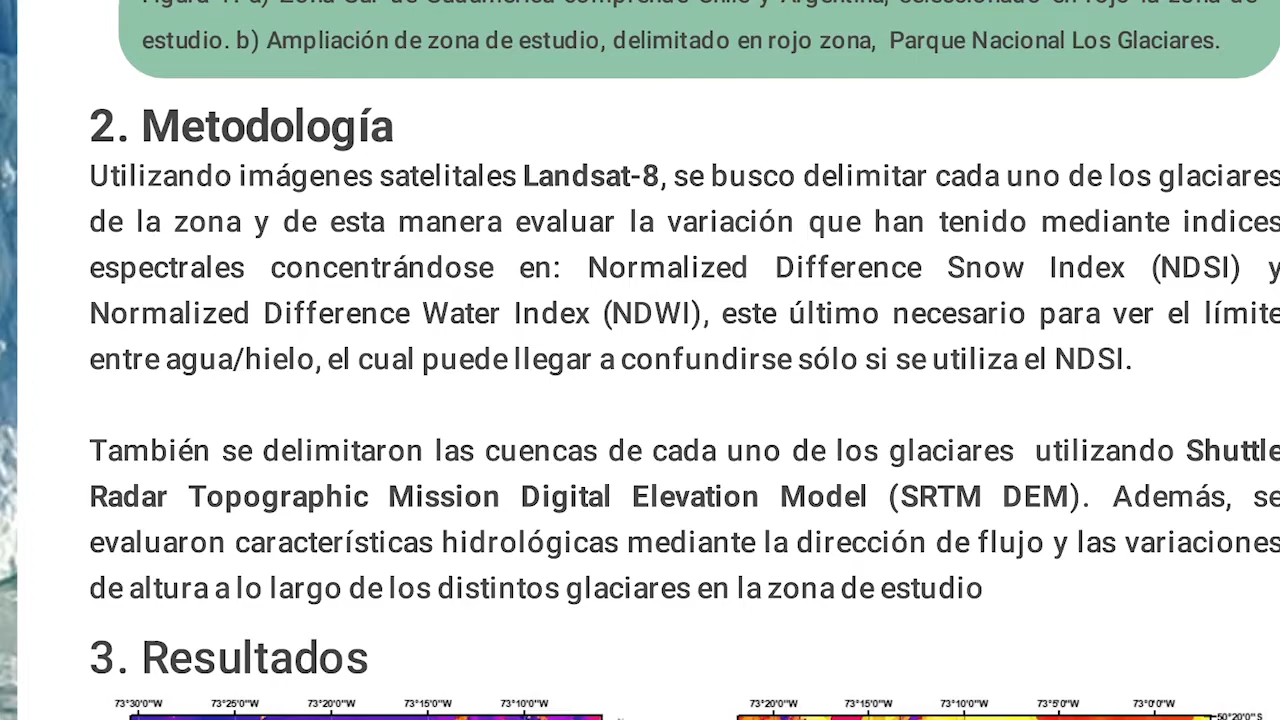 estudio. b) Ampliación de zona de estudio, delimitado en rojo zona, Parque Nacional Los Glaciares.
2. Metodología
Utilizando imágenes satelitales Landsat-8, se busco delimitar cada uno de los glaciares
de la zona y de esta manera evaluar la variación que han tenido mediante indices
espectrales concentrándose en: Normalized Difference Snow Index (NDSI) y
Normalized Difference Water Index (NDWI), este último necesario para ver el límite
entre agua/hielo, el cual puede llegar a confundirse sólo si se utiliza el NDSI.
También se delimitaron las cuencas de cada uno de los glaciares utilizando Shuttle
Radar Topographic Mission Digital Elevation Model (SRTM DEM). Además, se
evaluaron características hidrológicas mediante la dirección de flujo y las variaciones
de altura a lo largo de los distintos glaciares en la zona de estudio
3. Resultados
73°30'0"W 73°25'0"W 73°20'0"W 73°15'0"W 73°10'0"W 73°20'0"W 73°15'0"W 73°10'0"W 73°5'0"W 73°0'0"W
50°20'0"S